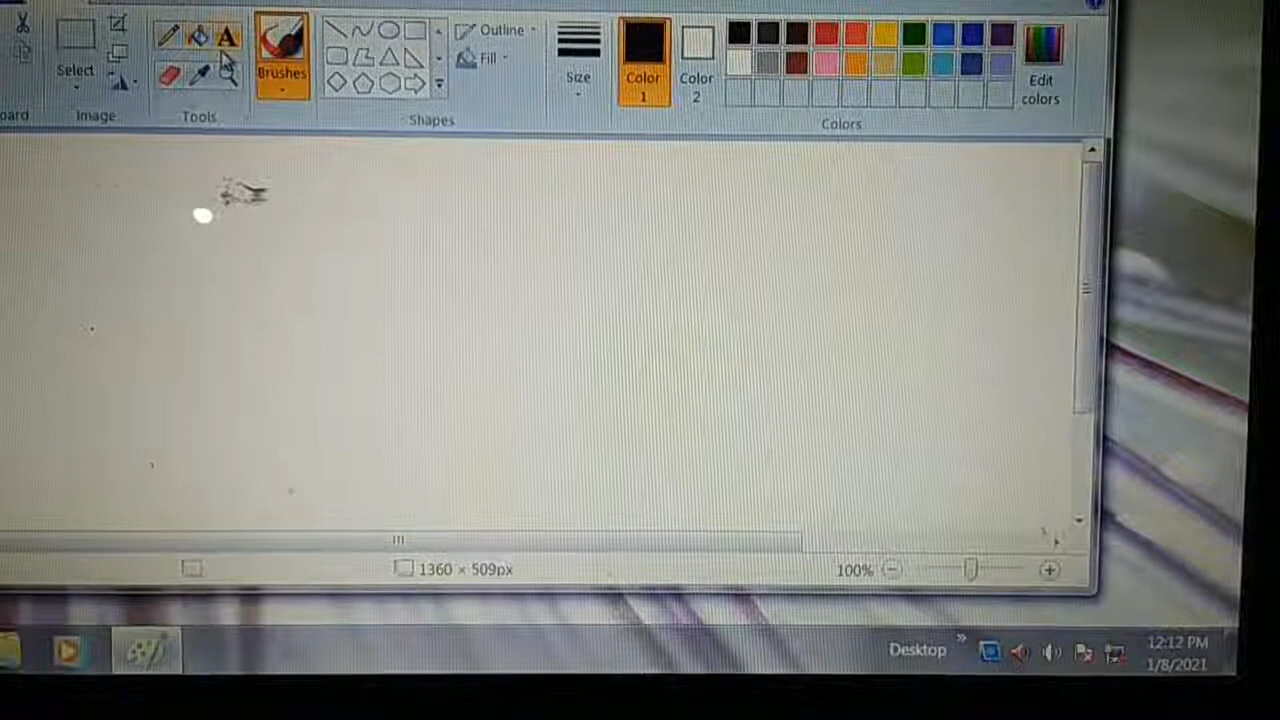 Outline
Fill
Select
Brushes
Size
Color 1
Color 2
Edit colors
oard
Image
Tools
Shapes
Colors
1360 × 509px
100%
Desktop
12:12 PM
1/8/2021